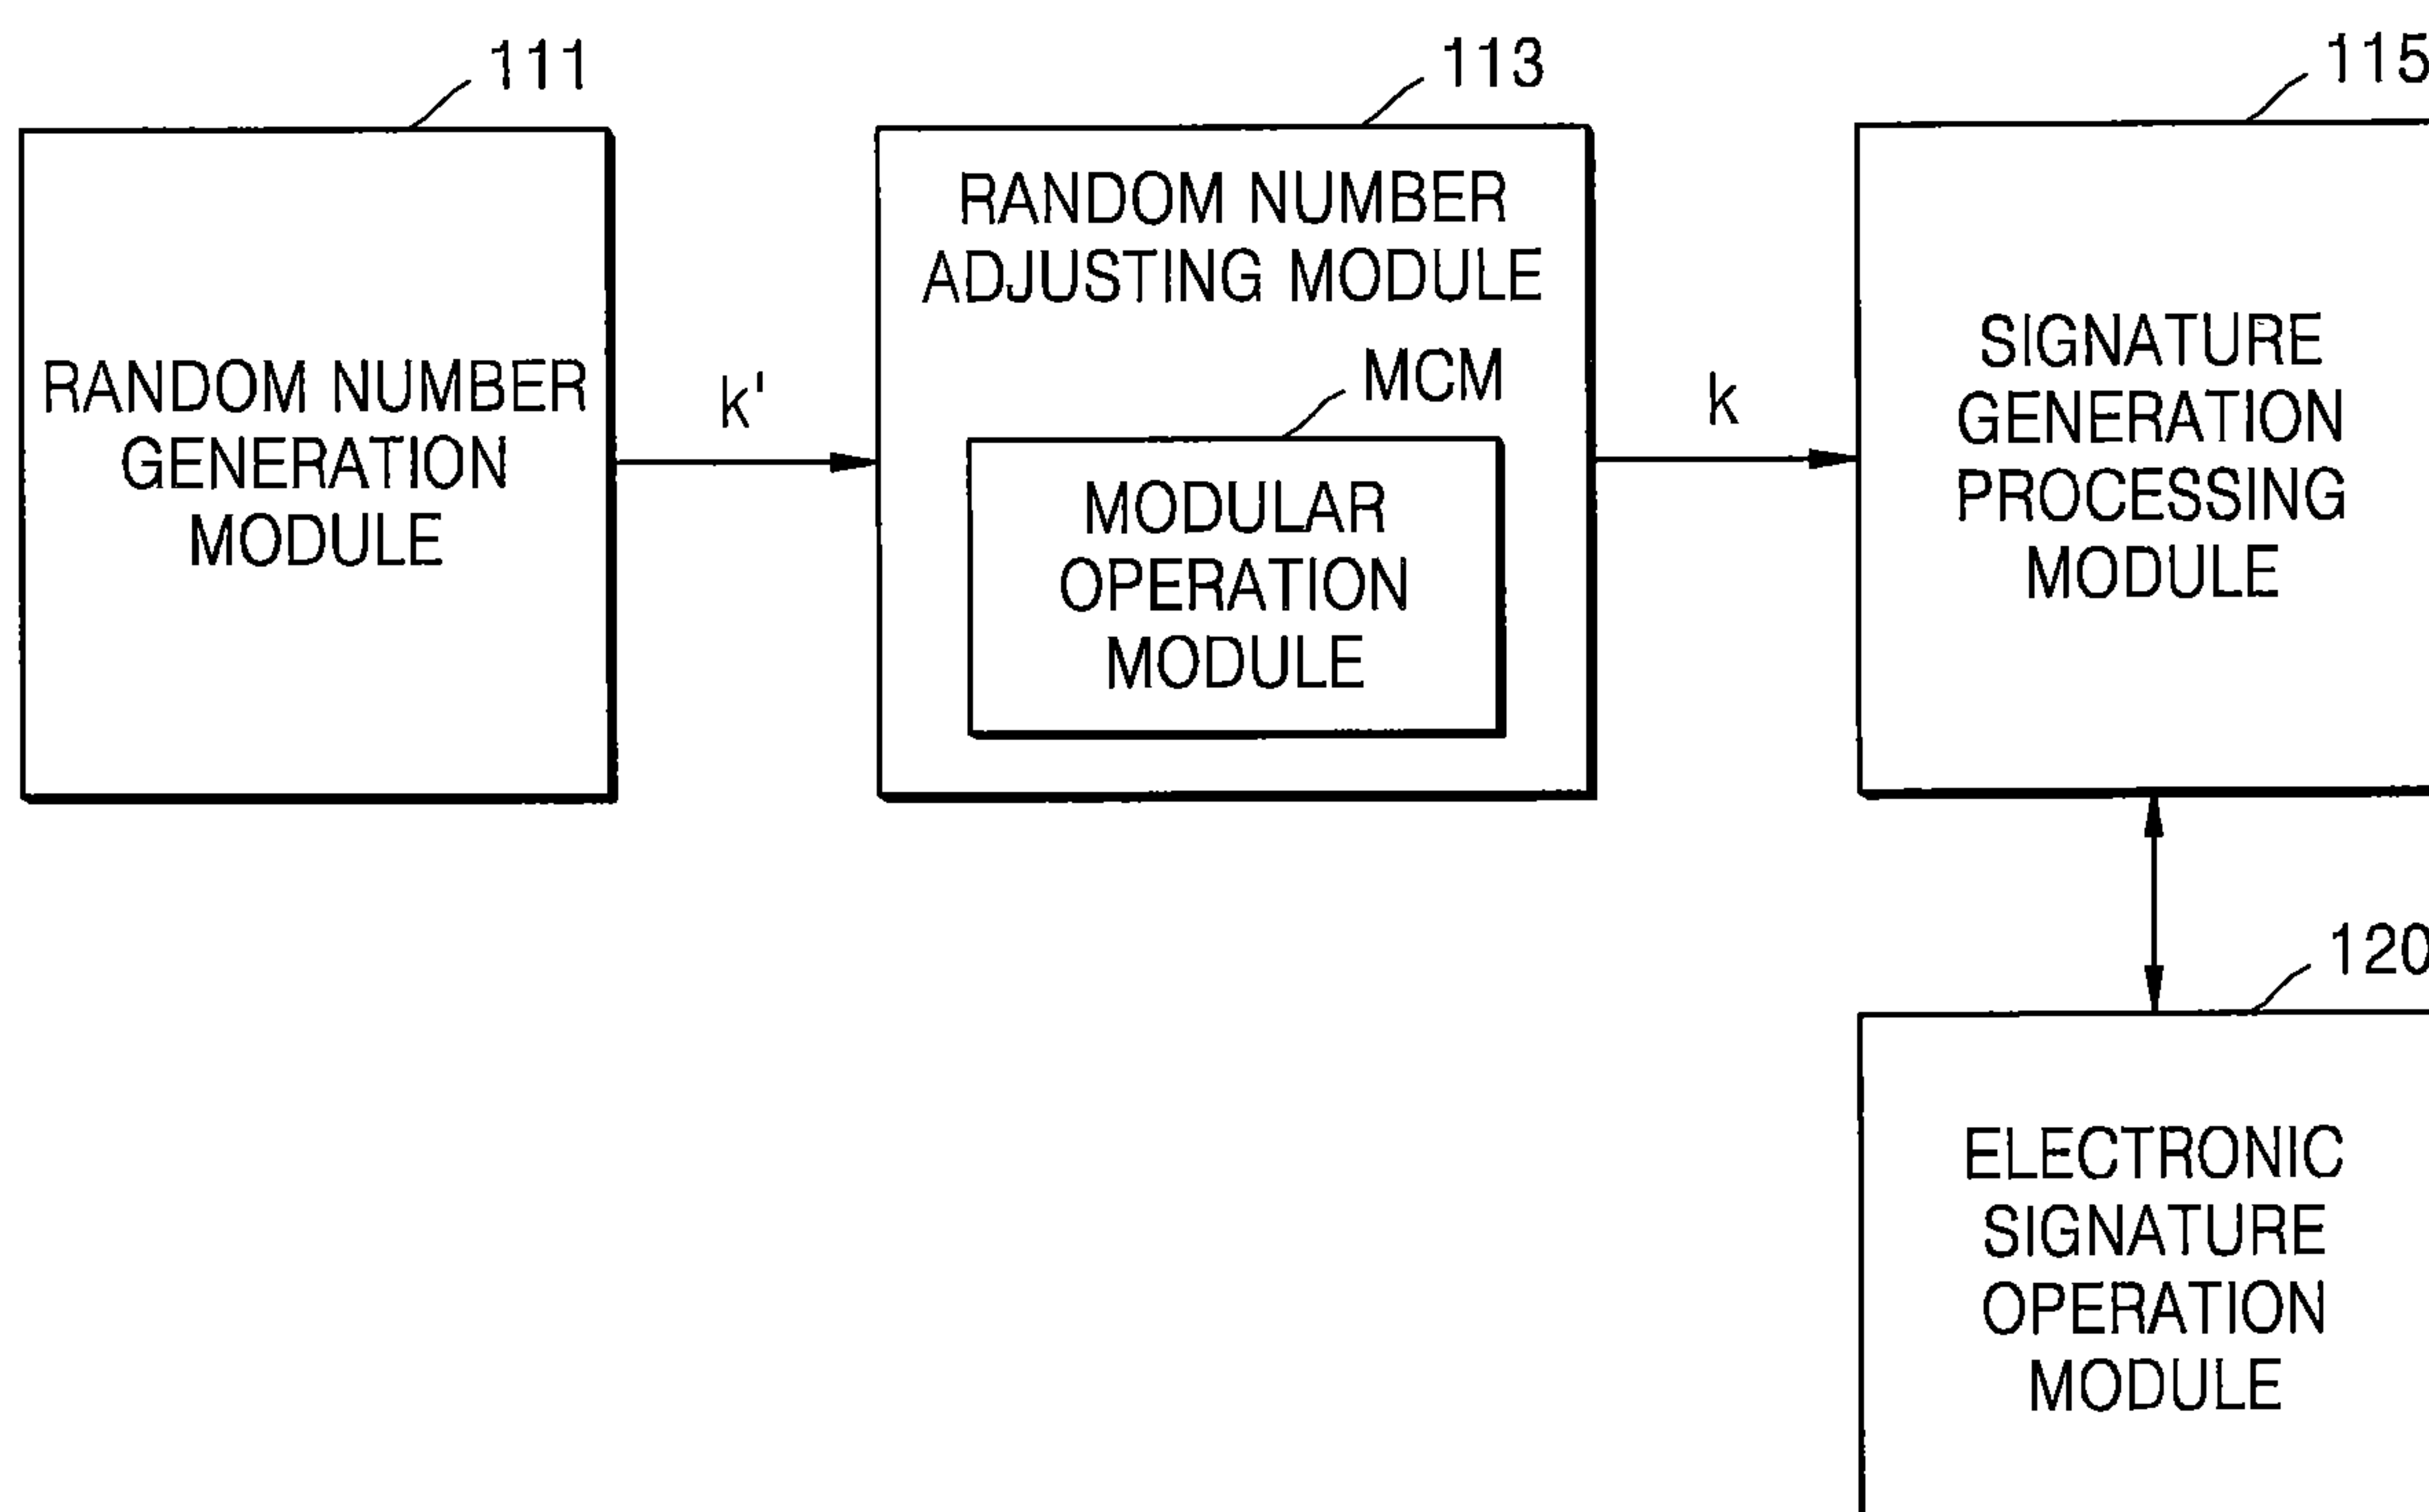 111
RANDOM NUMBER
GENERATION
MODULE
k'
113
RANDOM NUMBER
ADJUSTING MODULE
MCM
MODULAR
OPERATION
MODULE
k
115
SIGNATURE
GENERATION
PROCESSING
MODULE
120
ELECTRONIC
SIGNATURE
OPERATION
MODULE